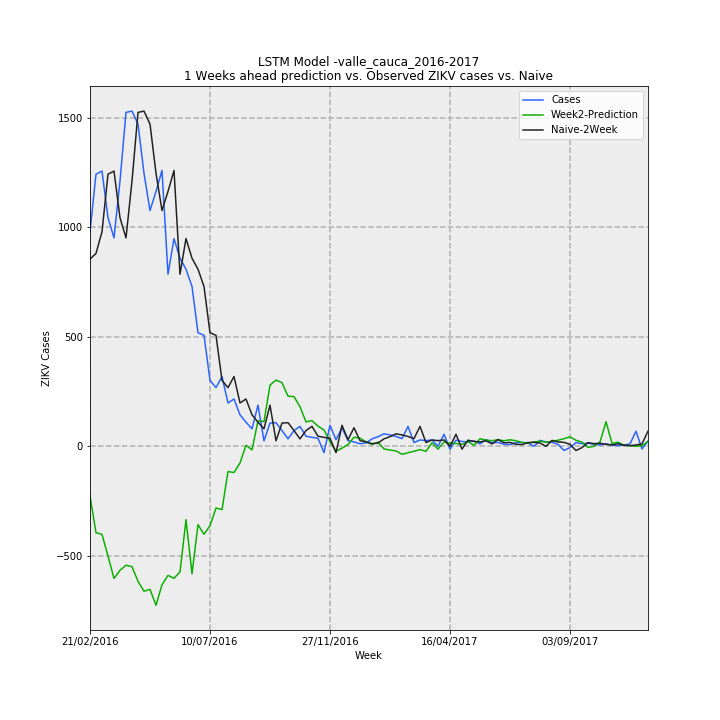 LSTM Model -valle_cauca_2016-2017
1 Weeks ahead prediction vs. Observed ZIKV cases vs. Naive
Cases
Week2-Prediction
Naive-2Week
1500
1000
500
0
−500
ZIKV Cases
21/02/2016
10/07/2016
27/11/2016
16/04/2017
03/09/2017
Week